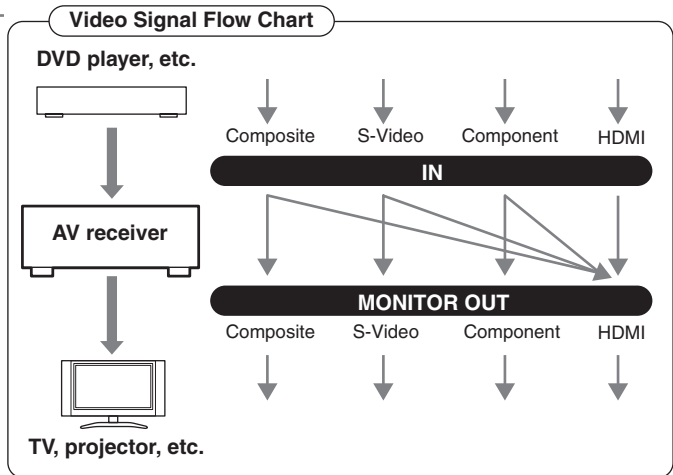 Video Signal Flow Chart
DVD player, etc.
Composite S-Video Component HDMI
IN
AV receiver
MONITOR OUT
Composite S-Video Component HDMI
TV, projector, etc.